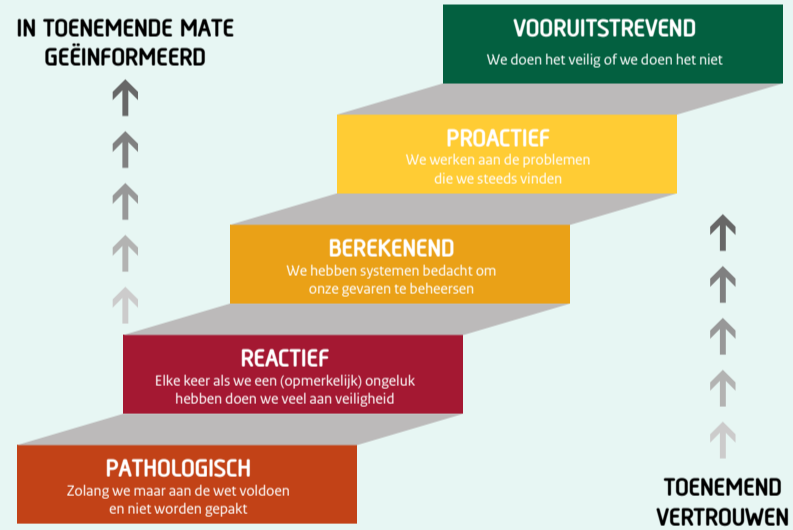 IN TOENEMENDE MATE
GEËINFORMEERD
VOORUITSTREVEND
We doen het veilig of we doen het niet
PROACTIEF
We werken aan de problemen
die we steeds vinden
BEREKENEND
We hebben systemen bedacht om
onze gevaren te beheersen
REACTIEF
Elke keer als we een (opmerkelijk) ongeluk
hebben doen we veel aan veiligheid
PATHOLOGISCH
Zolang we maar aan de wet voldoen
en niet worden gepakt
TOENEMEND
VERTROUWEN